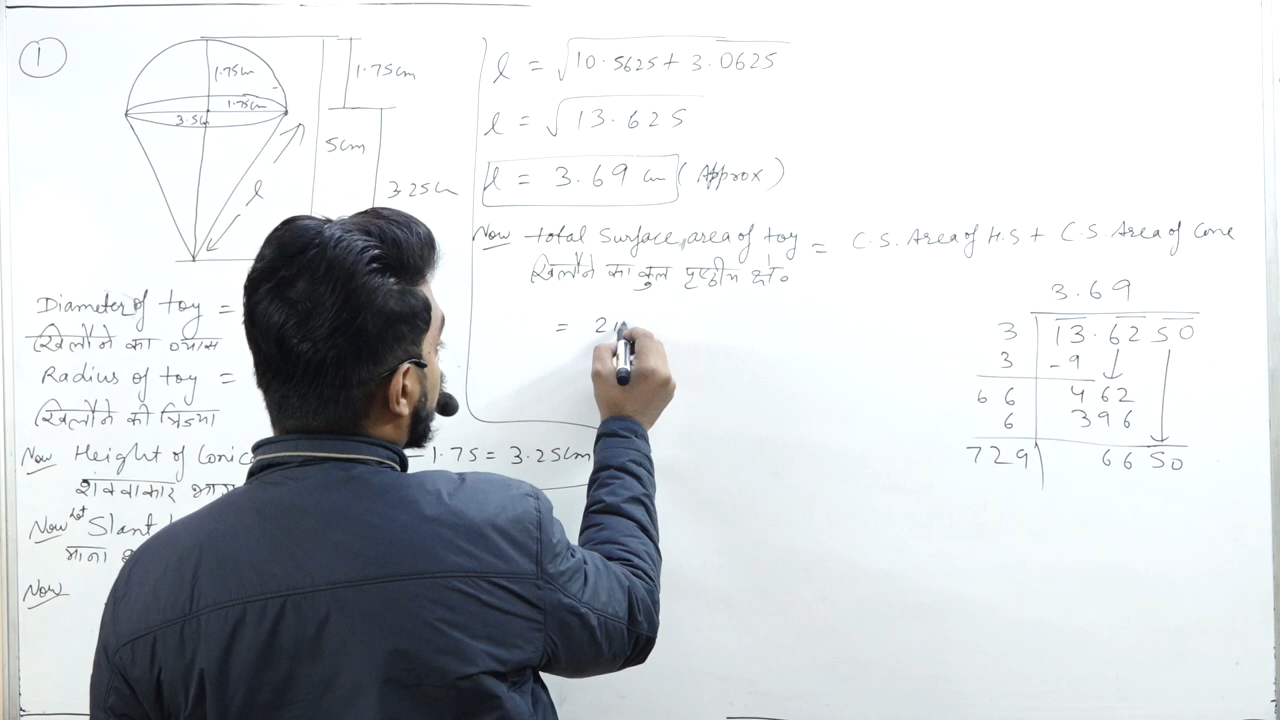 1
1.75cm
1.75cm
3.5cm
l
1.75cm
5cm
3.25cm
Diameter of toy =
खिलौने का व्यास
Radius of toy =
खिलौने की त्रिज्या
Now Height of Conic
-1.75 = 3.25cm
शंक्वाकार भाग
Now let Slant
माना
Now
l = √10.5625 + 3.0625
l = √13.625
l = 3.69 cm (Approx)
Now total Surface area of toy = C.S. Area of H.S + C.S Area of Cone
खिलौने का कुल पृष्ठीय क्षे०
= 2
3.69
3 13.6250
3 -9
66 462
6 396
729 6650